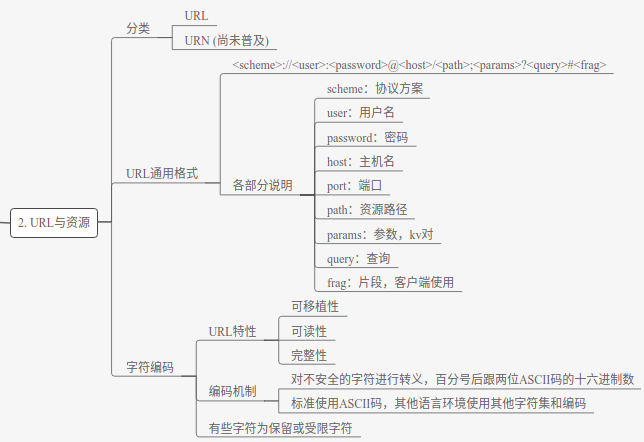 2. URL与资源
分类
URL
URN (尚未普及)
URL通用格式
<scheme>://<user>:<password>@<host>/<path>;<params>?<query>#<frag>
各部分说明
scheme：协议方案
user：用户名
password：密码
host：主机名
port：端口
path：资源路径
params：参数，kv对
query：查询
frag：片段，客户端使用
字符编码
URL特性
可移植性
可读性
完整性
编码机制
对不安全的字符进行转义，百分号后跟两位ASCII码的十六进制数
标准使用ASCII码，其他语言环境使用其他字符集和编码
有些字符为保留或受限字符